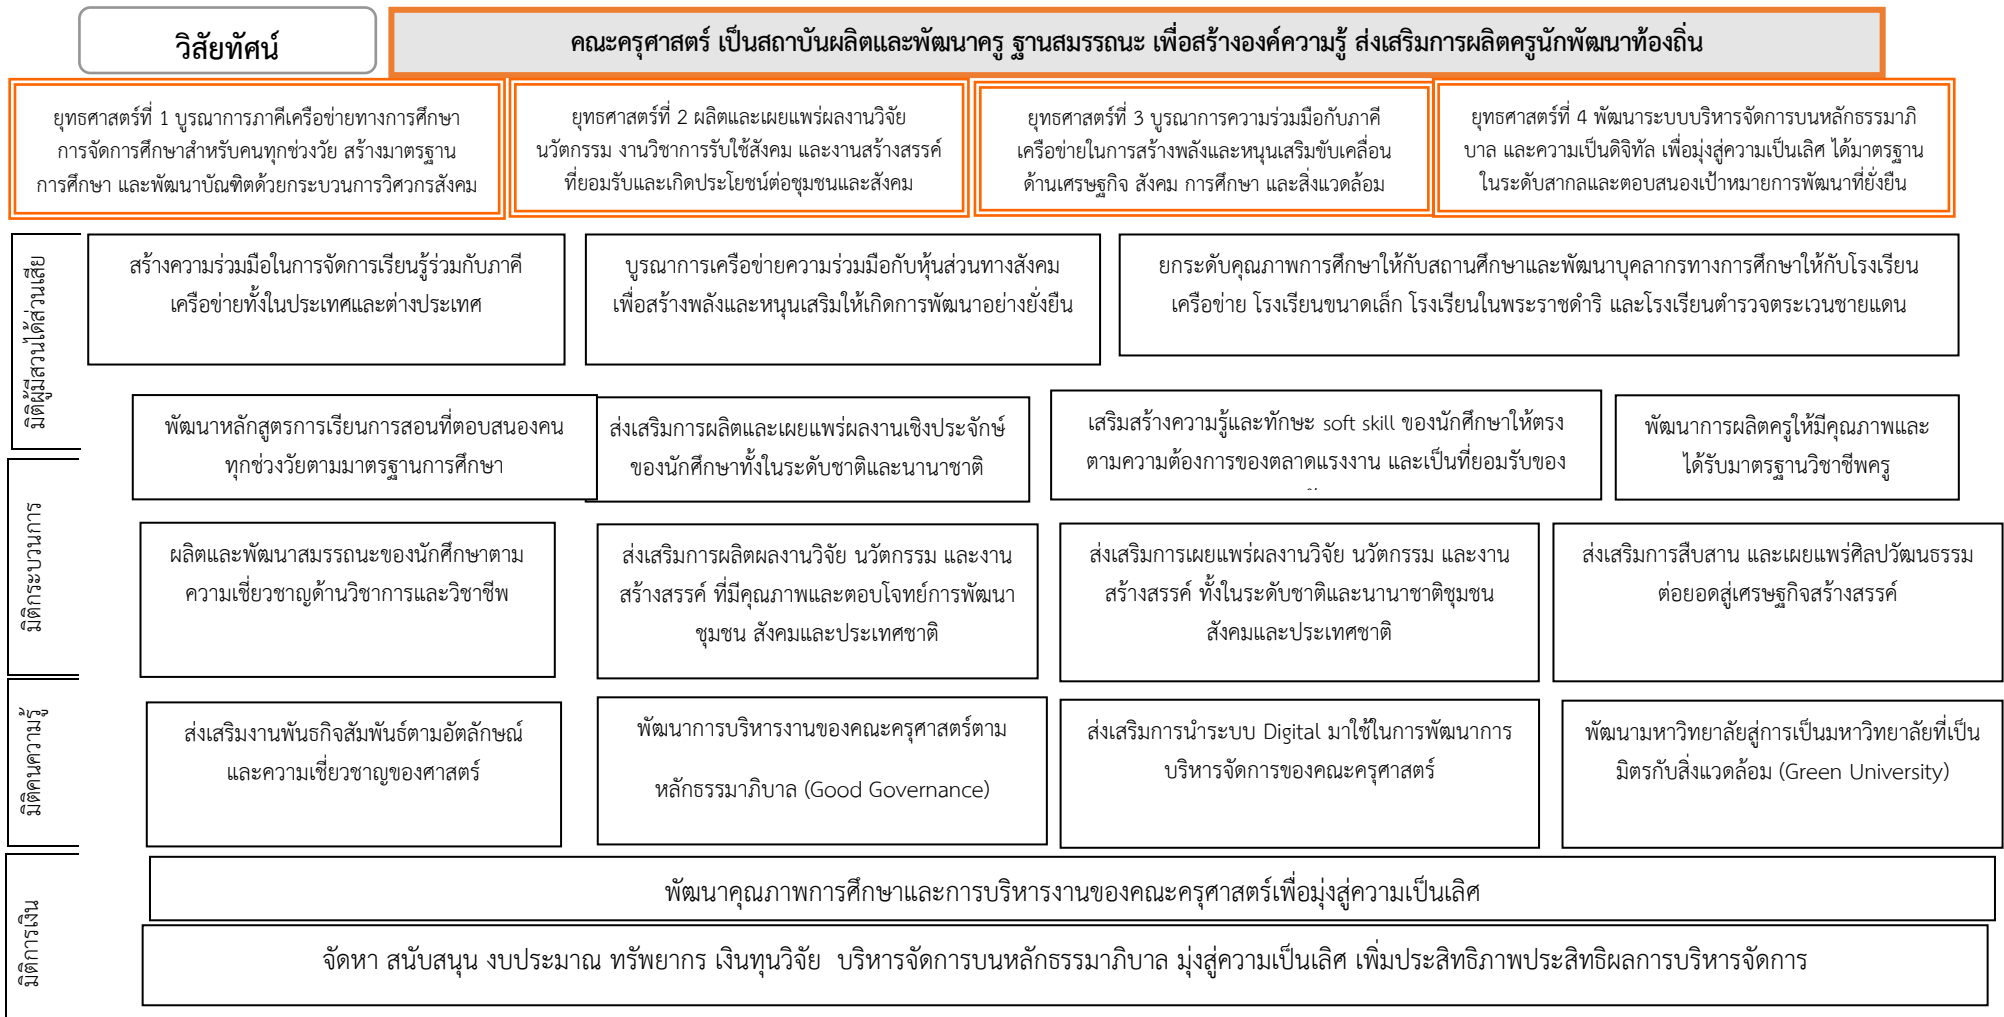 วิสัยทัศน์
คณะครุศาสตร์ เป็นสถาบันผลิตและพัฒนาครู ฐานสมรรถนะ เพื่อสร้างองค์ความรู้ ส่งเสริมการผลิตครูนักพัฒนาท้องถิ่น
ยุทธศาสตร์ที่ 1 บูรณาการภาคีเครือข่ายทางการศึกษา
การจัดการศึกษาสำหรับคนทุกช่วงวัย สร้างมาตรฐาน
การศึกษา และพัฒนาบัณฑิตด้วยกระบวนการวิศวกรสังคม
ยุทธศาสตร์ที่ 2 ผลิตและเผยแพร่ผลงานวิจัย
นวัตกรรม งานวิชาการรับใช้สังคม และงานสร้างสรรค์
ที่ยอมรับและเกิดประโยชน์ต่อชุมชนและสังคม
ยุทธศาสตร์ที่ 3 บูรณาการความร่วมมือกับภาคี
เครือข่ายในการสร้างพลังและหนุนเสริมขับเคลื่อน
ด้านเศรษฐกิจ สังคม การศึกษา และสิ่งแวดล้อม
ยุทธศาสตร์ที่ 4 พัฒนาระบบบริหารจัดการบนหลักธรรมาภิ
บาล และความเป็นดิจิทัล เพื่อมุ่งสู่ความเป็นเลิศ ได้มาตรฐาน
ในระดับสากลและตอบสนองเป้าหมายการพัฒนาที่ยั่งยืน
มิติผู้มีสวนได้ส่วนเสีย
สร้างความร่วมมือในการจัดการเรียนรู้ร่วมกับภาคี
เครือข่ายทั้งในประเทศและต่างประเทศ
บูรณาการเครือข่ายความร่วมมือกับหุ้นส่วนทางสังคม
เพื่อสร้างพลังและหนุนเสริมให้เกิดการพัฒนาอย่างยั่งยืน
ยกระดับคุณภาพการศึกษาให้กับสถานศึกษาและพัฒนาบุคลากรทางการศึกษาให้กับโรงเรียน
เครือข่าย โรงเรียนขนาดเล็ก โรงเรียนในพระราชดำริ และโรงเรียนตำรวจตระเวนชายแดน
พัฒนาหลักสูตรการเรียนการสอนที่ตอบสนองคน
ทุกช่วงวัยตามมาตรฐานการศึกษา
ส่งเสริมการผลิตและเผยแพร่ผลงานเชิงประจักษ์
ของนักศึกษาทั้งในระดับชาติและนานาชาติ
เสริมสร้างความรู้และทักษะ soft skill ของนักศึกษาให้ตรง
ตามความต้องการของตลาดแรงงาน และเป็นที่ยอมรับของ
พัฒนาการผลิตครูให้มีคุณภาพและ
ได้รับมาตรฐานวิชาชีพครู
มิติกระบวนการ
ผลิตและพัฒนาสมรรถนะของนักศึกษาตาม
ความเชี่ยวชาญด้านวิชาการและวิชาชีพ
ส่งเสริมการผลิตผลงานวิจัย นวัตกรรม และงาน
สร้างสรรค์ ที่มีคุณภาพและตอบโจทย์การพัฒนา
ชุมชน สังคมและประเทศชาติ
ส่งเสริมการเผยแพร่ผลงานวิจัย นวัตกรรม และงาน
สร้างสรรค์ ทั้งในระดับชาติและนานาชาติชุมชน
สังคมและประเทศชาติ
ส่งเสริมการสืบสาน และเผยแพร่ศิลปวัฒนธรรม
ต่อยอดสู่เศรษฐกิจสร้างสรรค์
มิติคนความรู้
ส่งเสริมงานพันธกิจสัมพันธ์ตามอัตลักษณ์
และความเชี่ยวชาญของศาสตร์
พัฒนาการบริหารงานของคณะครุศาสตร์ตาม
หลักธรรมาภิบาล (Good Governance)
ส่งเสริมการนำระบบ Digital มาใช้ในการพัฒนาการ
บริหารจัดการของคณะครุศาสตร์
พัฒนามหาวิทยาลัยสู่การเป็นมหาวิทยาลัยที่เป็น
มิตรกับสิ่งแวดล้อม (Green University)
มิติการเงิน
พัฒนาคุณภาพการศึกษาและการบริหารงานของคณะครุศาสตร์เพื่อมุ่งสู่ความเป็นเลิศ
จัดหา สนับสนุน งบประมาณ ทรัพยากร เงินทุนวิจัย บริหารจัดการบนหลักธรรมาภิบาล มุ่งสู่ความเป็นเลิศ เพิ่มประสิทธิภาพประสิทธิผลการบริหารจัดการ